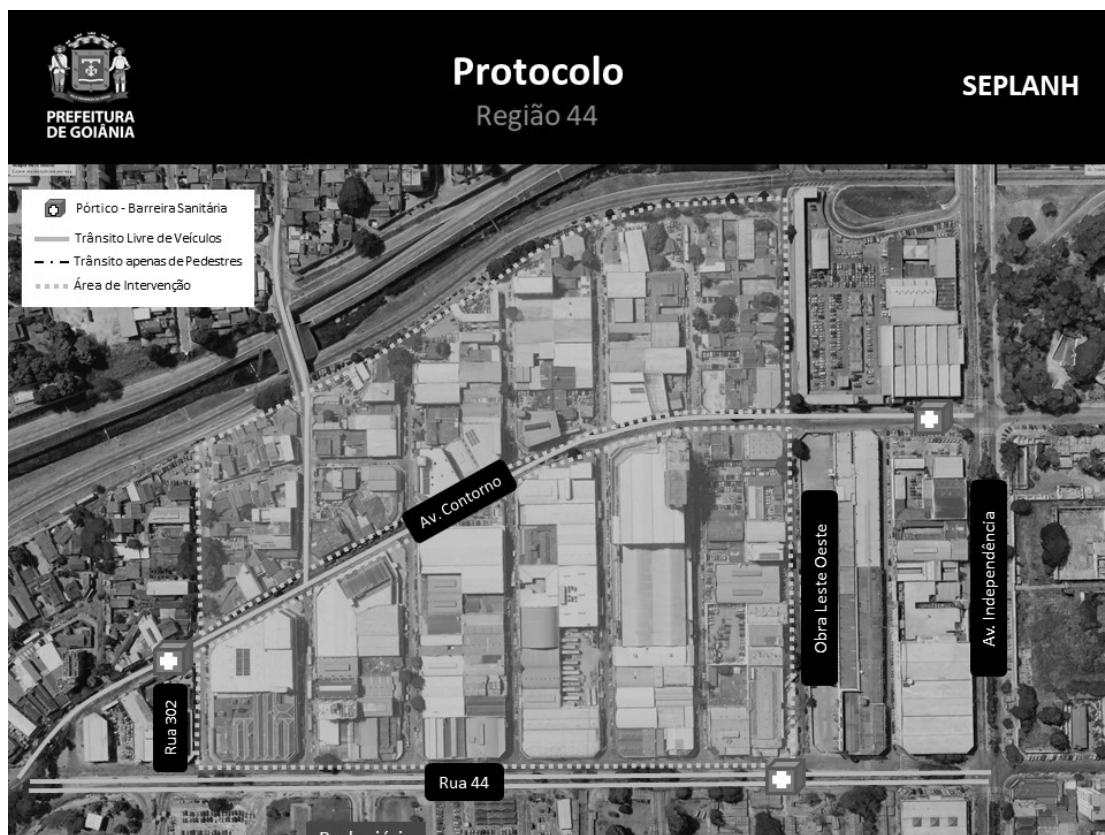 PREFEITURA
DE GOIÂNIA
Protocolo
Região 44
SEPLANH
Pórtico - Barreira Sanitária
Trânsito Livre de Veículos
Trânsito apenas de Pedestres
Área de Intervenção
Av. Contorno
Obra Leste Oeste
Av. Independência
Rua 302
Rua 44